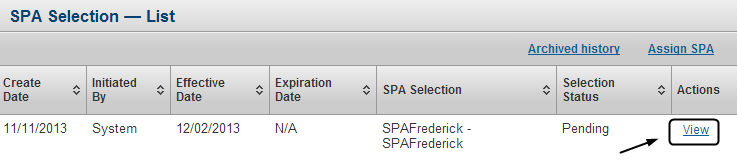 SPA Selection — List
Archived history Assign SPA
Create Date Initiated By Effective Date Expiration Date SPA Selection Selection Status Actions
11/11/2013 System 12/02/2013 N/A SPAFrederick - SPAFrederick Pending View